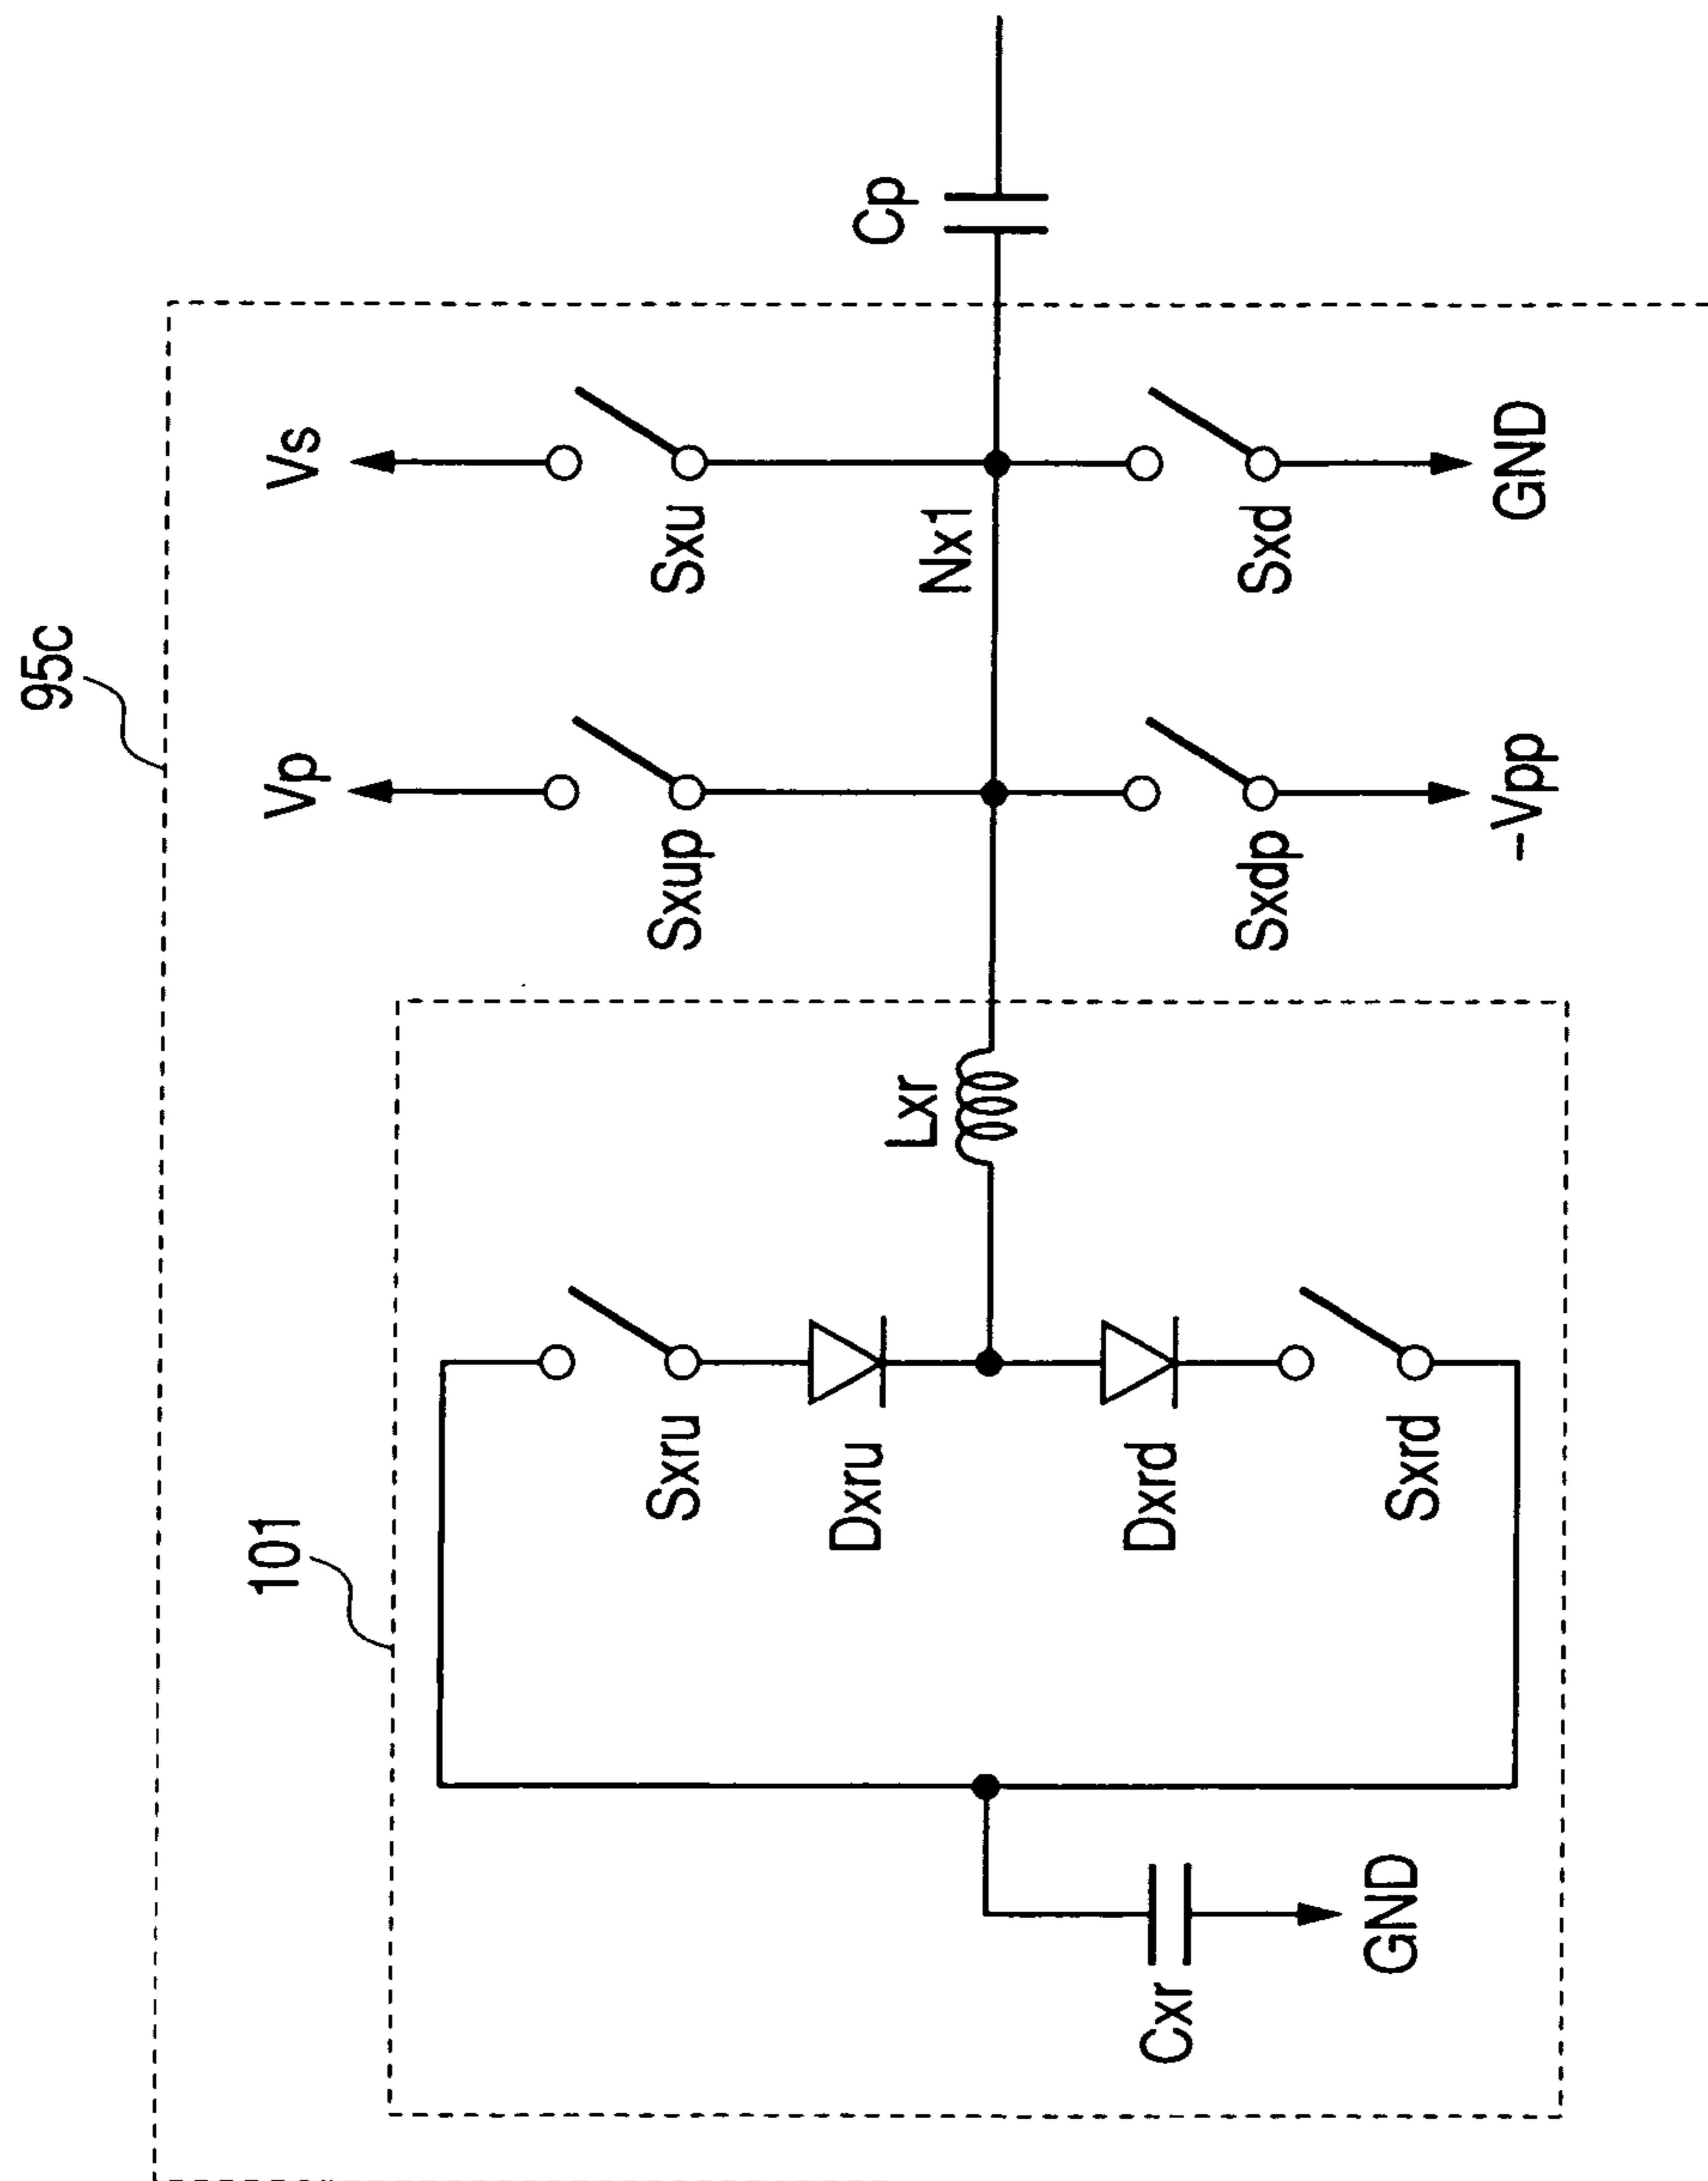 95c
101
Vp
Vs
Sxru
Sxup
Sxu
Cp
Dxru
Lxr
Nx1
Dxrd
Cxr
Sxrd
Sxdp
Sxd
GND
-Vpp
GND